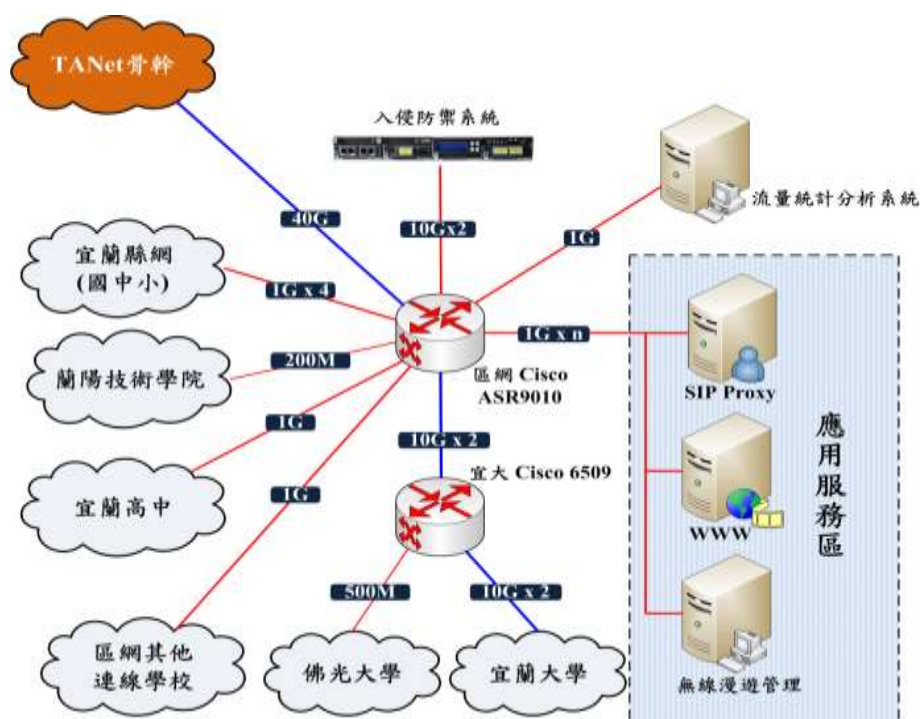 TANet骨幹
入侵防禦系統
流量統計分析系統
40G
10Gx2
1G
宜蘭縣網
(國中小)
1G x 4
1G x n
SIP Proxy
蘭陽技術學院
200M
區網 Cisco
ASR9010
1G
宜蘭高中
10G x 2
宜大 Cisco 6509
1G
WWW
應用服務區
500M
10G x 2
區網其他
連線學校
佛光大學
宜蘭大學
無線漫遊管理